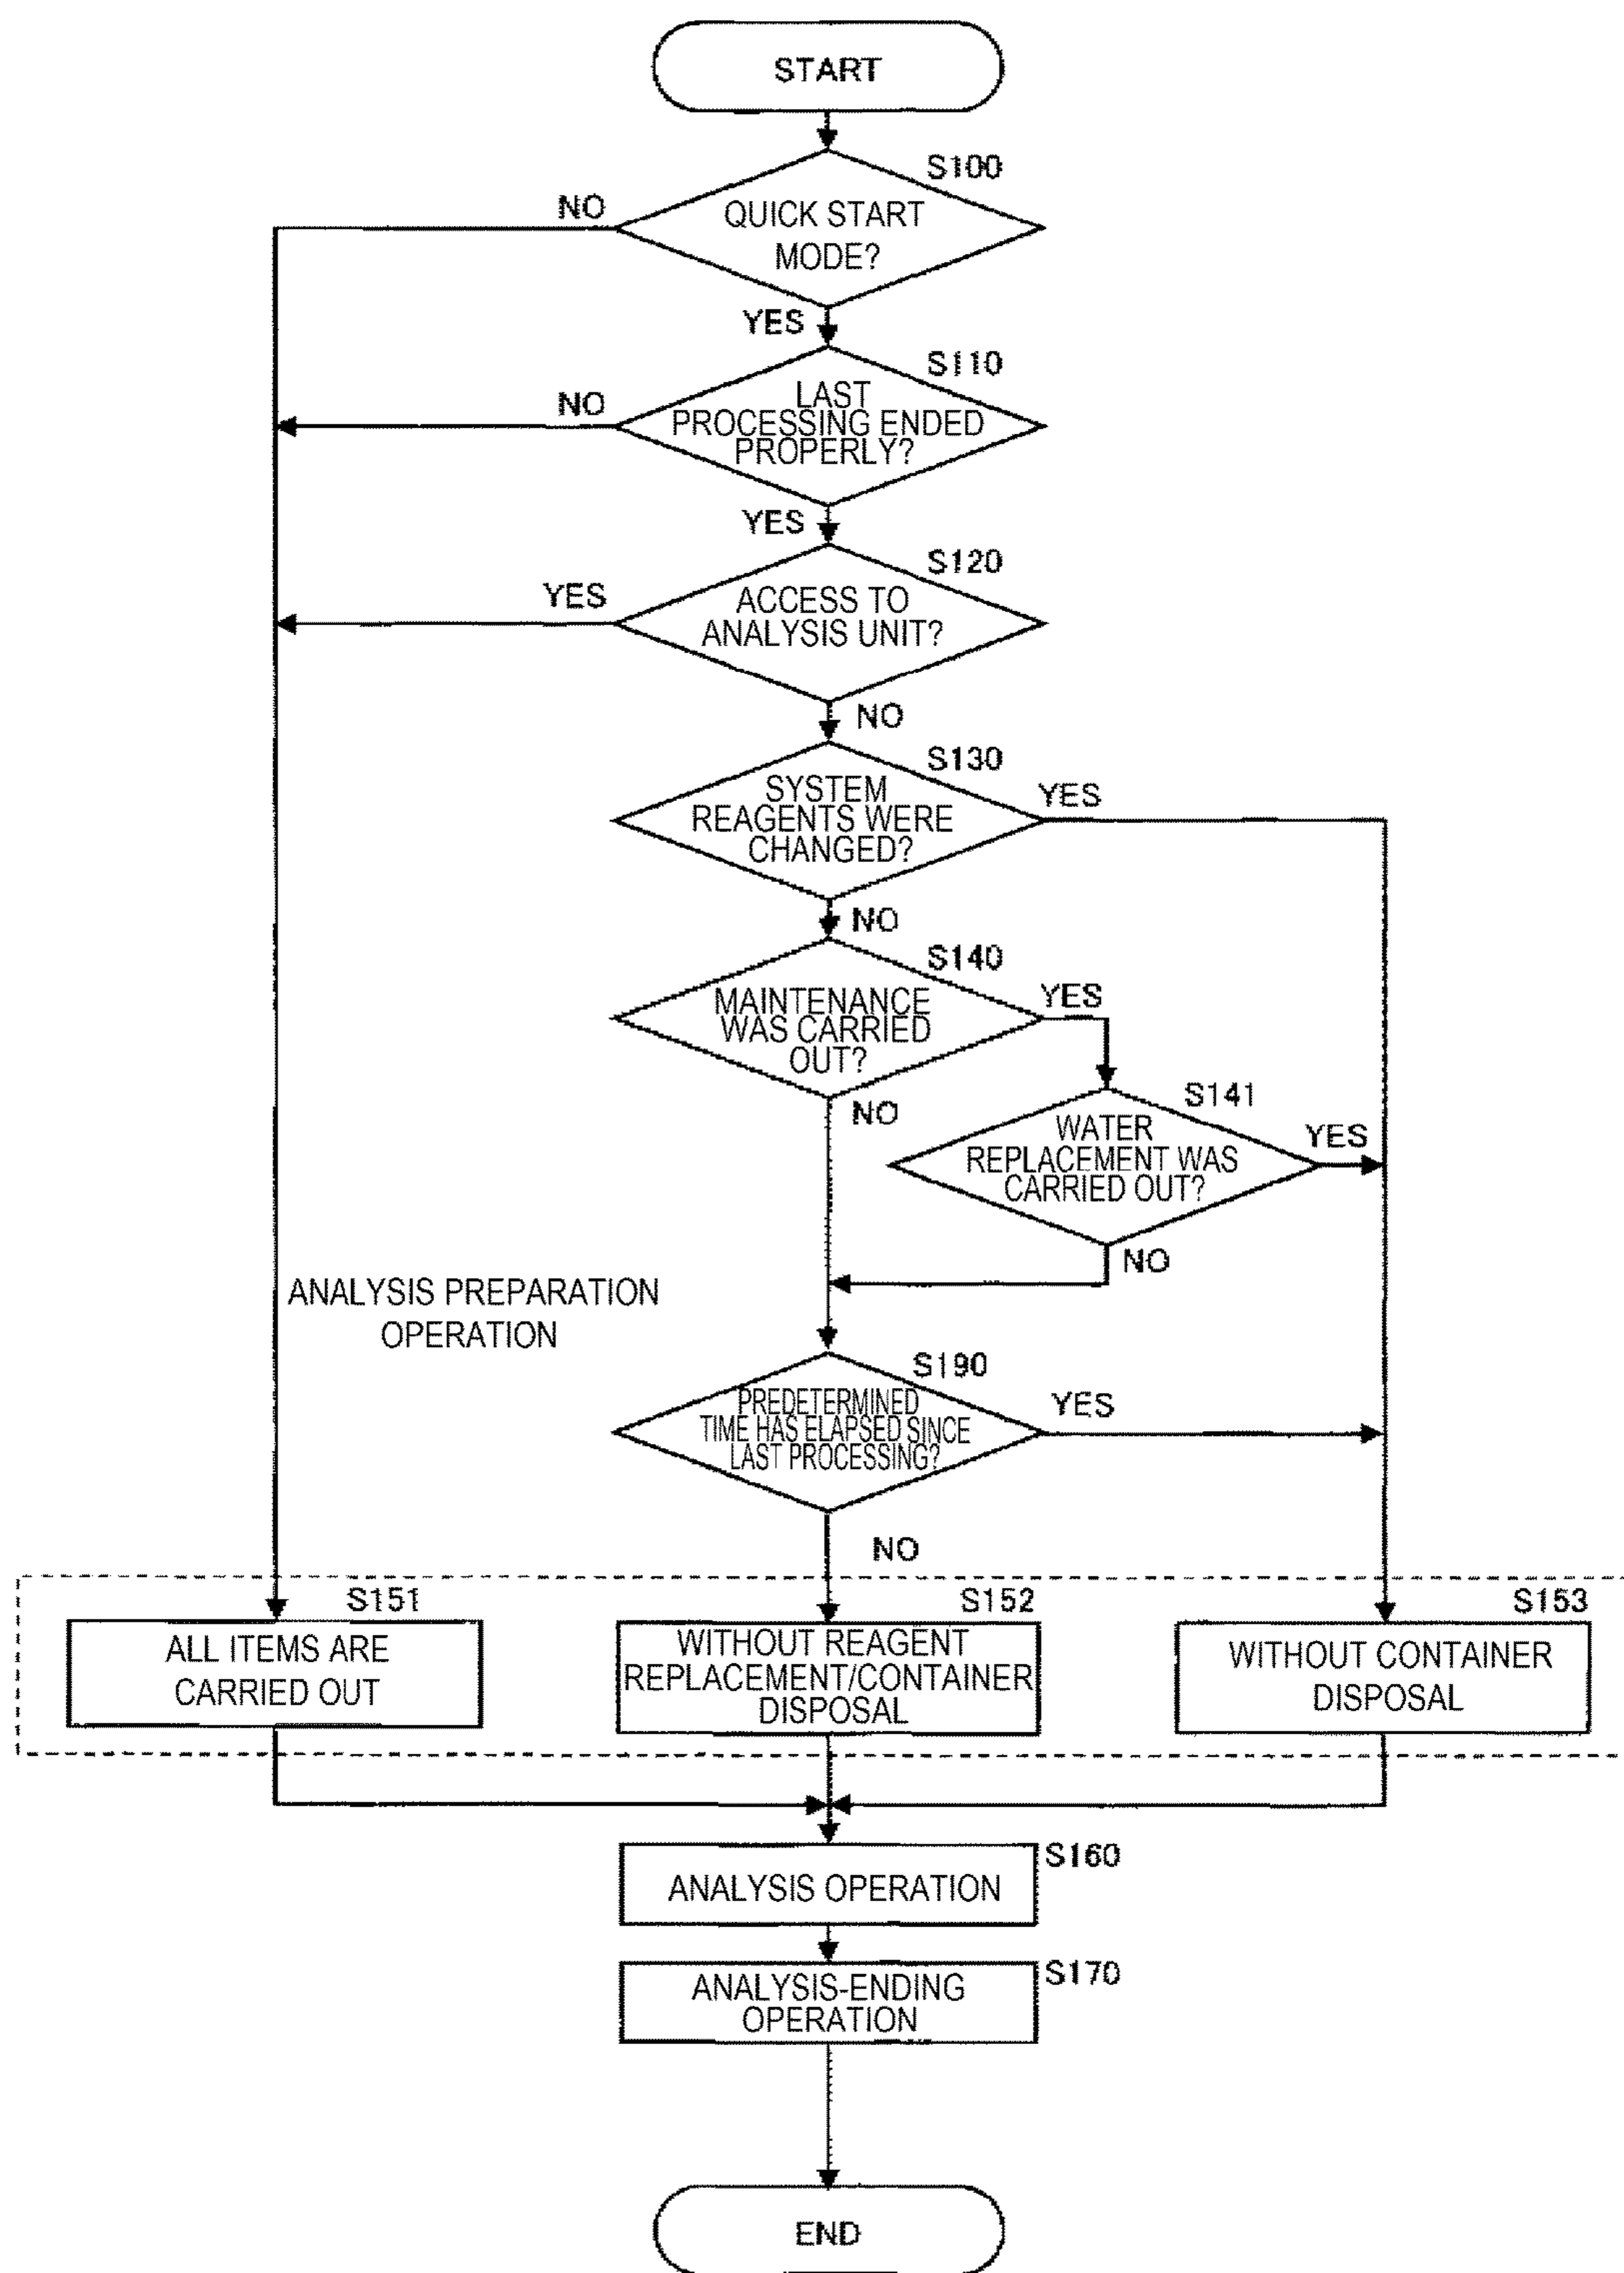 START
S100
NO
QUICK START
MODE?
YES
S110
NO
LAST
PROCESSING ENDED
PROPERLY?
YES
S120
YES
ACCESS TO
ANALYSIS UNIT?
NO
S130
YES
SYSTEM
REAGENTS WERE
CHANGED?
NO
S140
YES
MAINTENANCE
WAS CARRIED
OUT?
NO
S141
YES
WATER
REPLACEMENT WAS
CARRIED OUT?
NO
ANALYSIS PREPARATION
OPERATION
S190
YES
PREDETERMINED
TIME HAS ELAPSED SINCE
LAST PROCESSING?
NO
S151
ALL ITEMS ARE
CARRIED OUT
S152
WITHOUT REAGENT
REPLACEMENT/CONTAINER
DISPOSAL
S153
WITHOUT CONTAINER
DISPOSAL
S160
ANALYSIS OPERATION
S170
ANALYSIS-ENDING
OPERATION
END